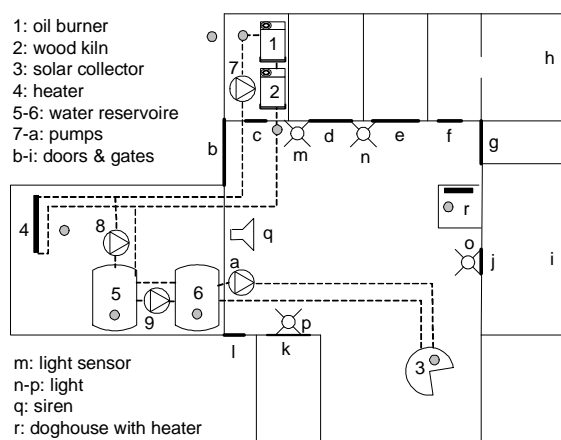 1: oil burner
2: wood kiln
3: solar collector
4: heater
5-6: water reservoire
7-a: pumps
b-i: doors & gates
1
7
2
h
b
c
m
d
n
e
f
g
4
8
q
r
o
j
i
a
5
9
6
p
l
k
3
m: light sensor
n-p: light
q: siren
r: doghouse with heater